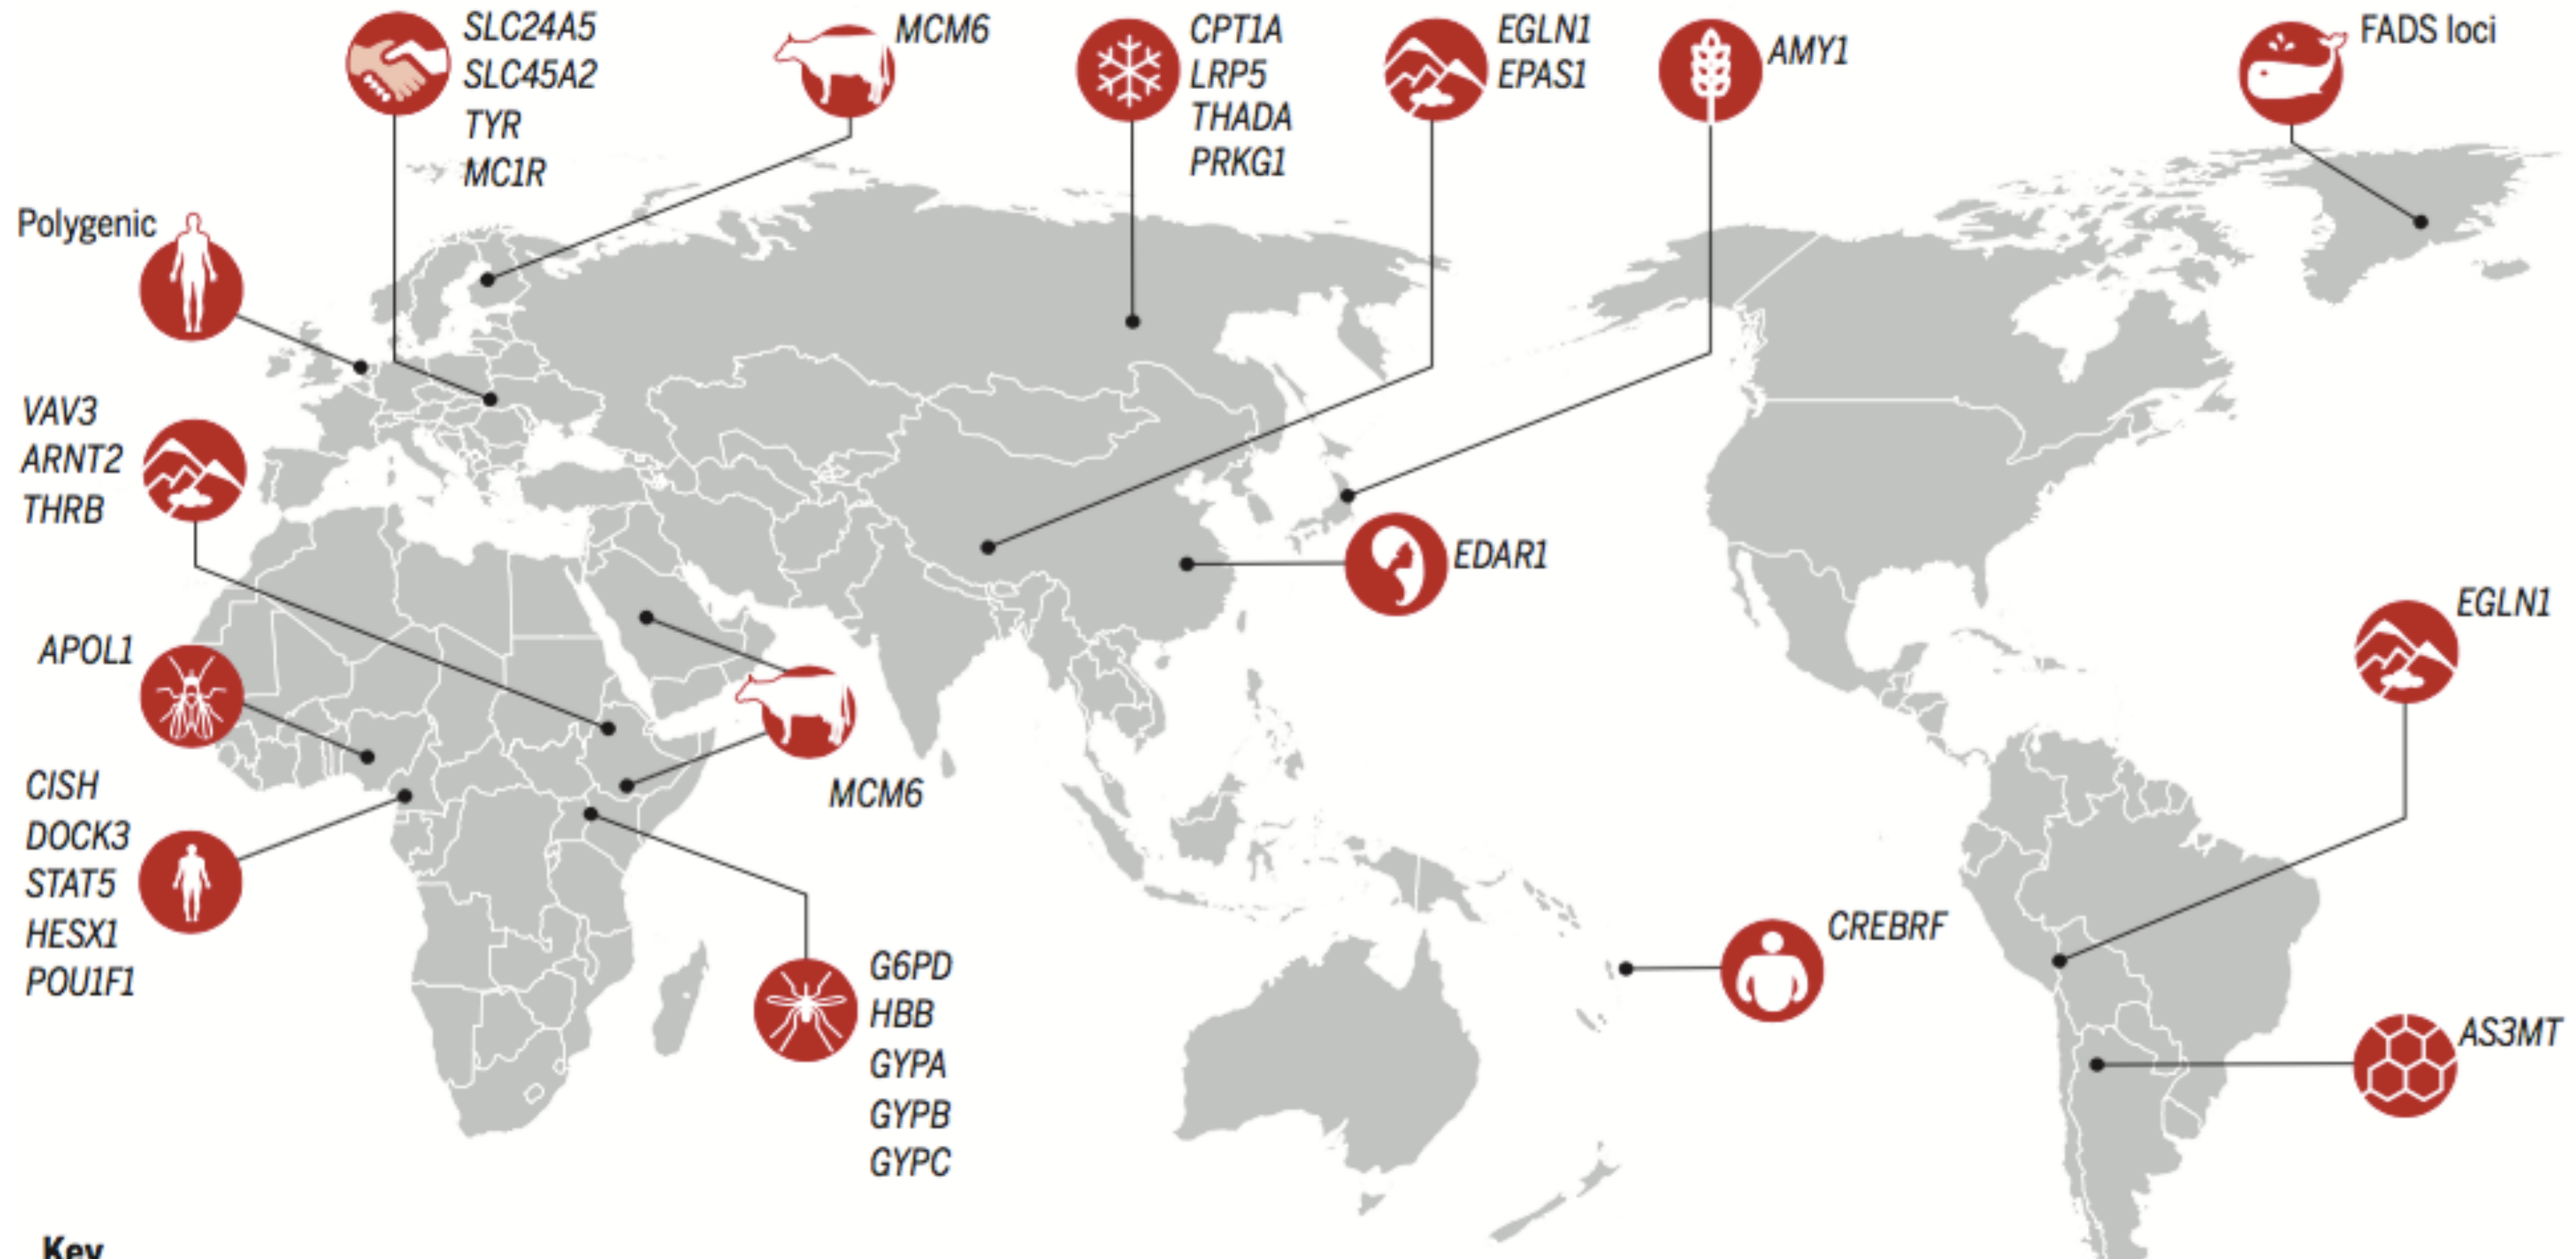 SLC24A5
SLC45A2
TYR
MC1R
MCM6
CPT1A
LRP5
THADA
PRKG1
EGLN1
EPAS1
AMY1
FADS loci
Polygenic
VAV3
ARNT2
THRB
EDAR1
EGLN1
APOL1
MCM6
CISH
DOCK3
STAT5
HESX1
POU1F1
G6PD
HBB
GYPA
GYPB
GYPC
CREBRF
AS3MT
Key